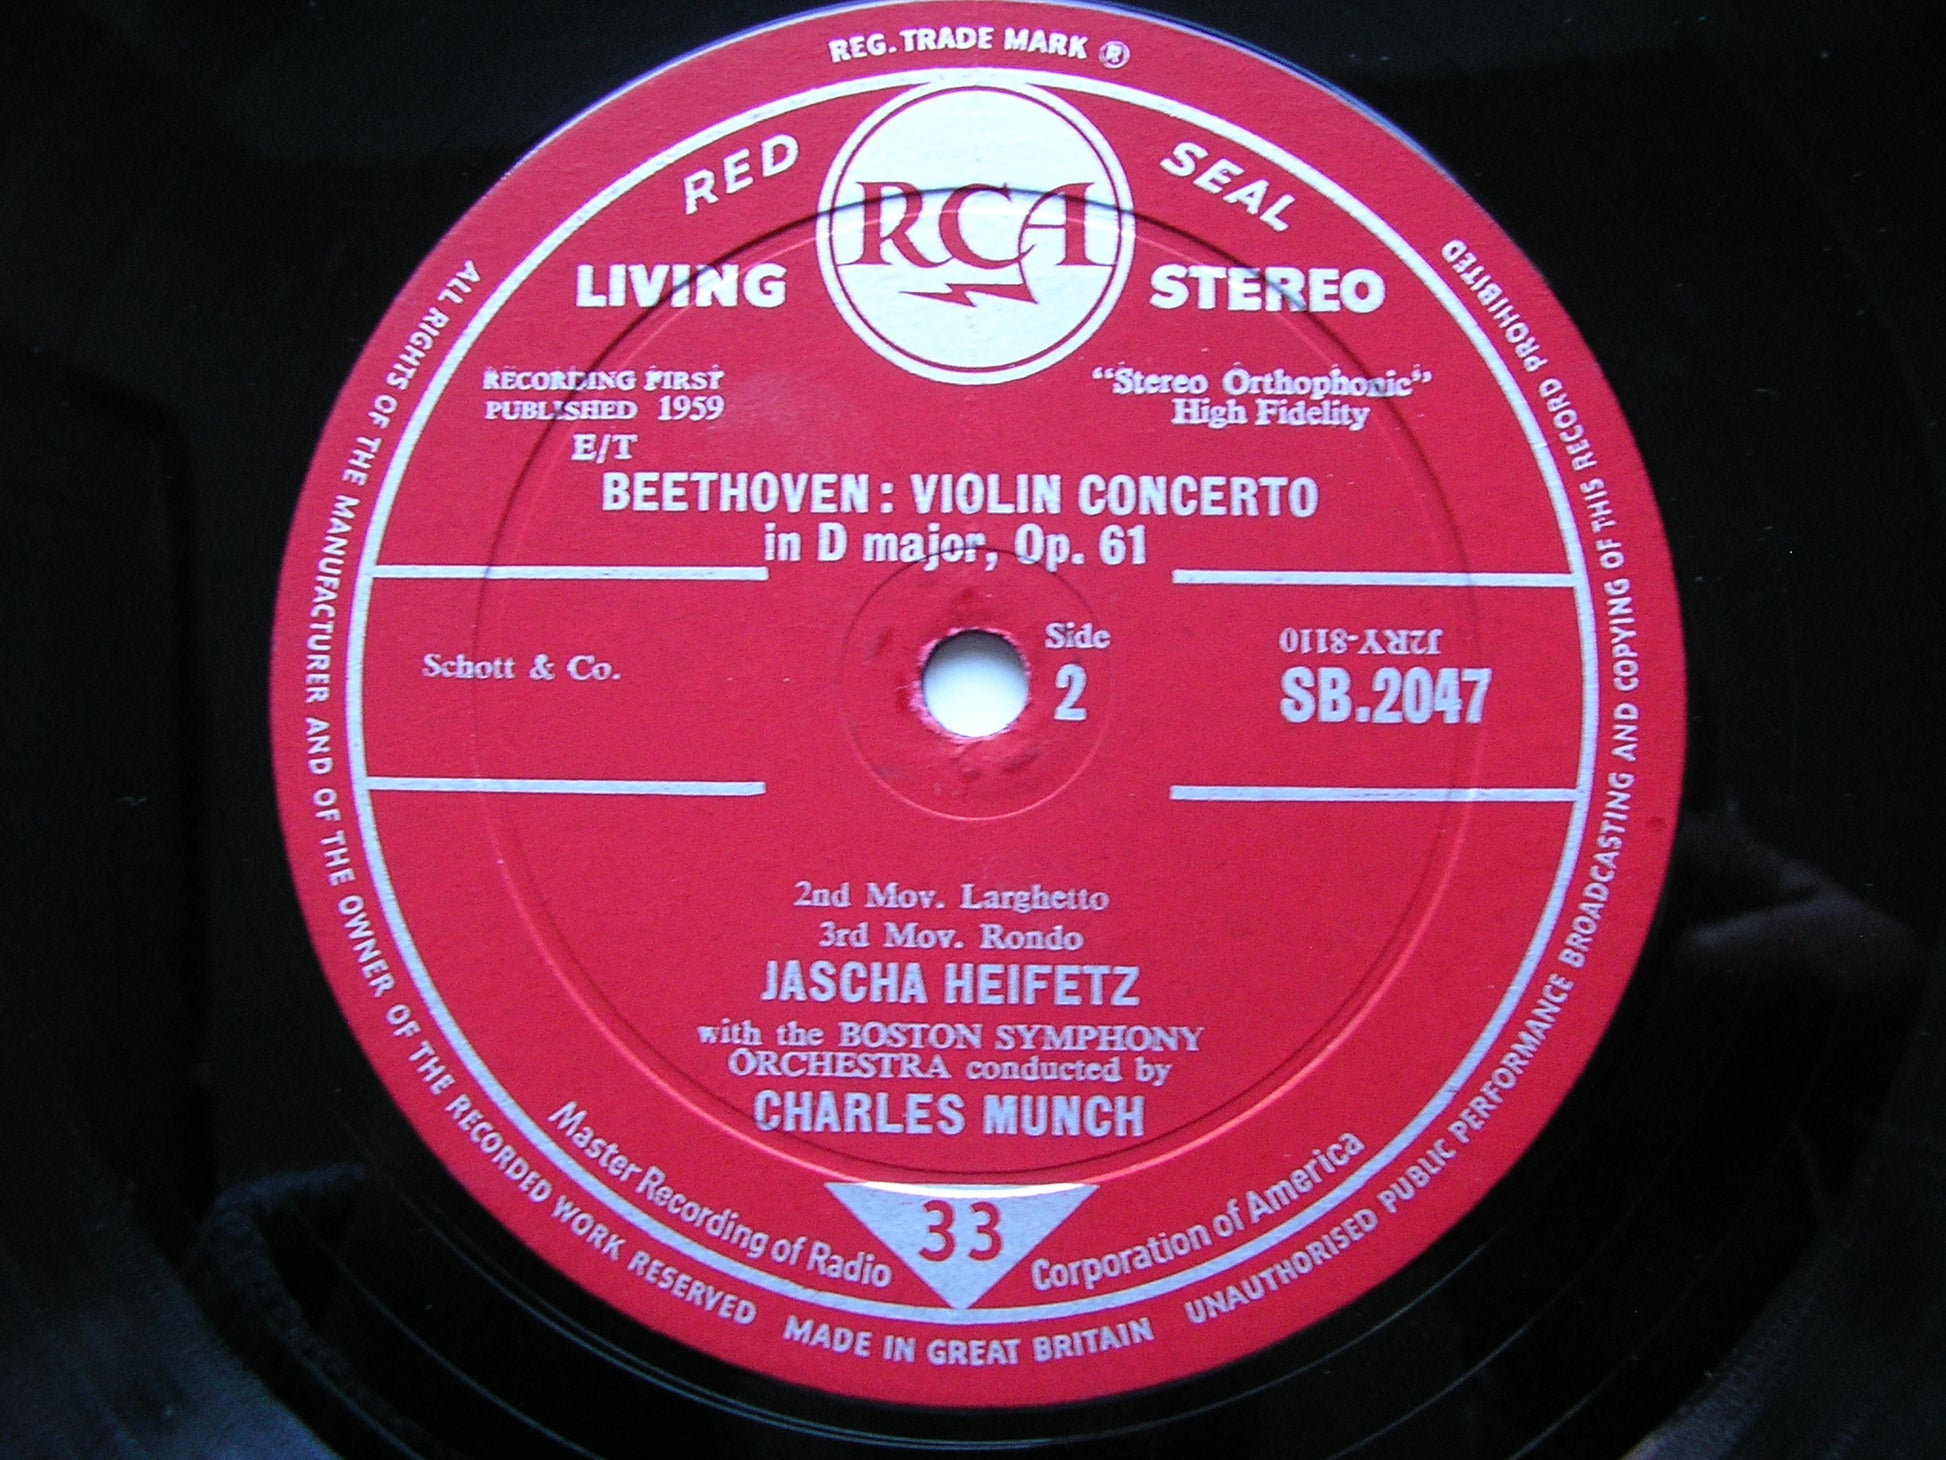 REG. TRADE MARK ®
RED SEAL
RCA
LIVING STEREO
RECORDING FIRST
PUBLISHED 1959
"Stereo Orthophonic"
High Fidelity
E/T
BEETHOVEN: VIOLIN CONCERTO
in D major, Op. 61
Schott & Co.
Side
2
J2RY-8110
SB.2047
2nd Mov. Larghetto
3rd Mov. Rondo
JASCHA HEIFETZ
with the BOSTON SYMPHONY
ORCHESTRA conducted by
CHARLES MUNCH
33
Master Recording of Radio Corporation of America
ALL RIGHTS OF THE MANUFACTURER AND OF THE OWNER OF THE RECORDED WORK RESERVED
MADE IN GREAT BRITAIN
UNAUTHORISED PUBLIC PERFORMANCE BROADCASTING AND COPYING OF THIS RECORD PROHIBITED